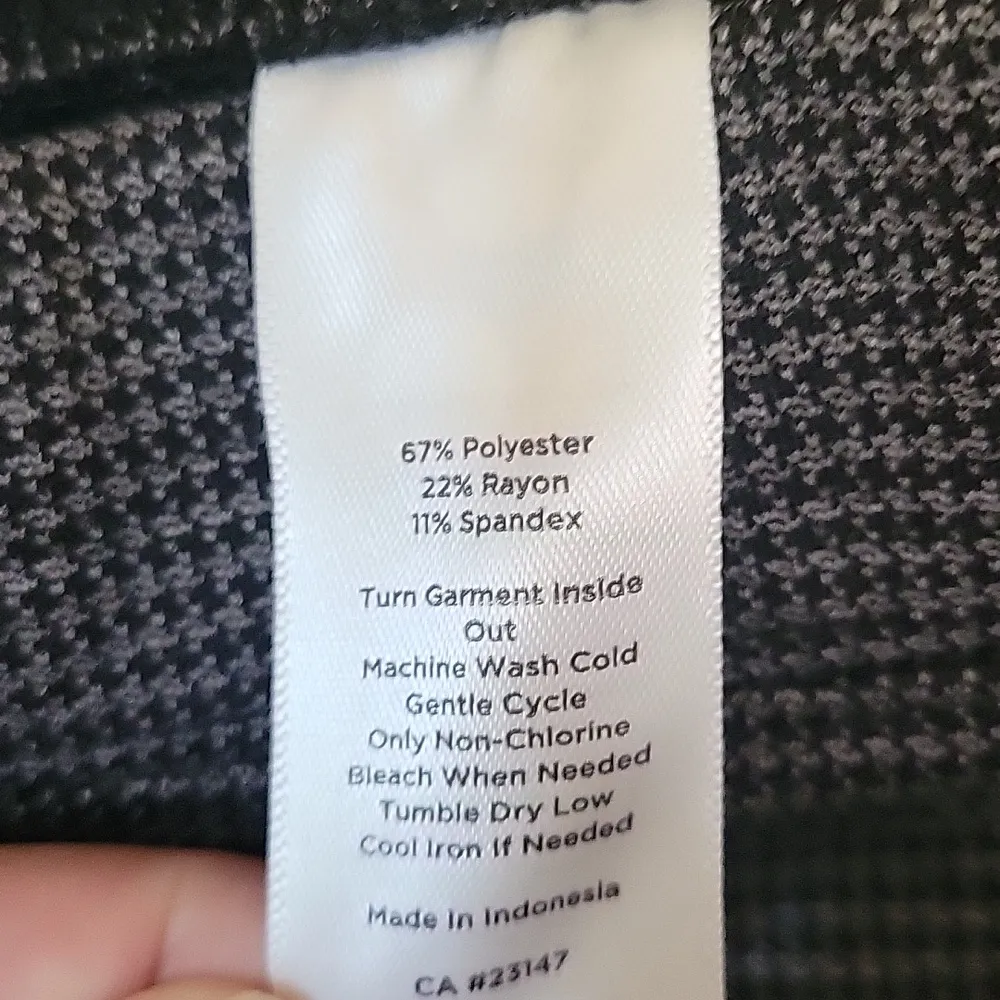 67% Polyester
22% Rayon
11% Spandex
Turn Garment Inside
Out
Machine Wash Cold
Gentle Cycle
Only Non-Chlorine
Bleach When Needed
Tumble Dry Low
Cool Iron If Needed
Made In Indonesia
CA #23147